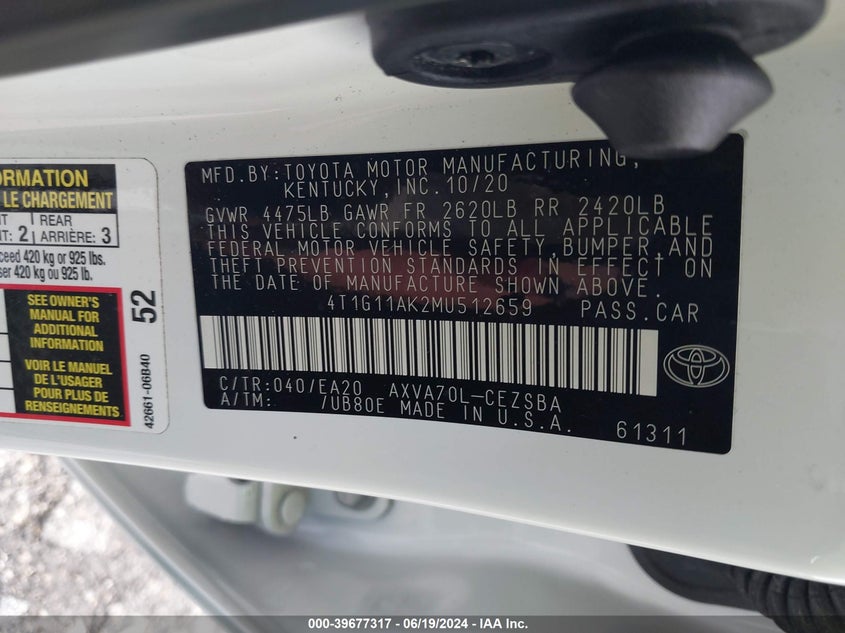 ORMATION
LE CHARGEMENT
REAR
: 2 ARRIÈRE: 3
ceed 420 kg or 925 lbs.
ser 420 kg ou 925 lb.
SEE OWNER'S
MANUAL FOR
ADDITIONAL
INFORMATION
VOIR LE MANUEL
DE L'USAGER
POUR PLUS DE
RENSEIGNEMENTS
52
42661-06B40
MFD.BY:TOYOTA MOTOR MANUFACTURING,
KENTUCKY,INC.10/20
GVWR 4475LB GAWR FR 2620LB RR 2420LB
THIS VEHICLE CONFORMS TO ALL APPLICABLE
FEDERAL MOTOR VEHICLE SAFETY,BUMPER,AND
THEFT PREVENTION STANDARDS IN EFFECT ON
THE DATE OF MANUFACTURE SHOWN ABOVE.
4T1G11AK2MU512659 PASS.CAR
C/TR:040/EA20 AXVA70L-CEZSBA
A/TM: /UB80E MADE IN U.S.A.
61311
000-39677317 - 06/19/2024 - IAA Inc.